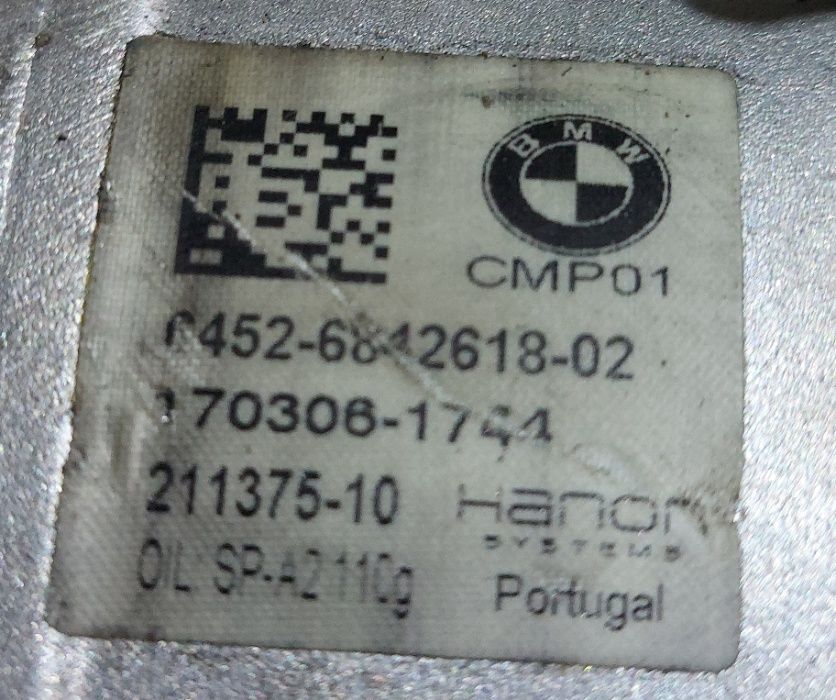 BMW
CMP01
6452-6842618-02
170306-1744
211375-10
Hanon
SYSTEMS
OIL SP-A2 110g
Portugal